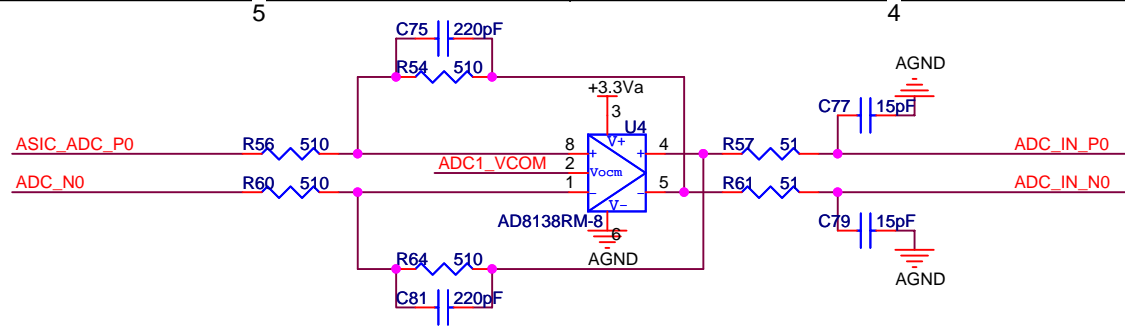 5 4
C75 220pF
R54 510
AGND
+3.3Va
3
C77 15pF
U4
V+
ASIC_ADC_P0 R56 510 8 + + 4 R57 51 ADC_IN_P0
ADC1_VCOM 2 Vocm
ADC_N0 R60 510 1 - - 5 R61 51 ADC_IN_N0
V-
AD8138RM-8 6
C79 15pF
R64 510 AGND
AGND
C81 220pF